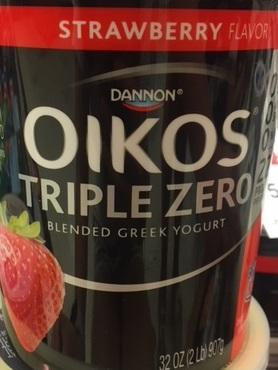 STRAWBERRY FLAVOR
DANNON®
OIKOS®
TRIPLE ZERO
BLENDED GREEK YOGURT
32 OZ (2 Lb) 907g